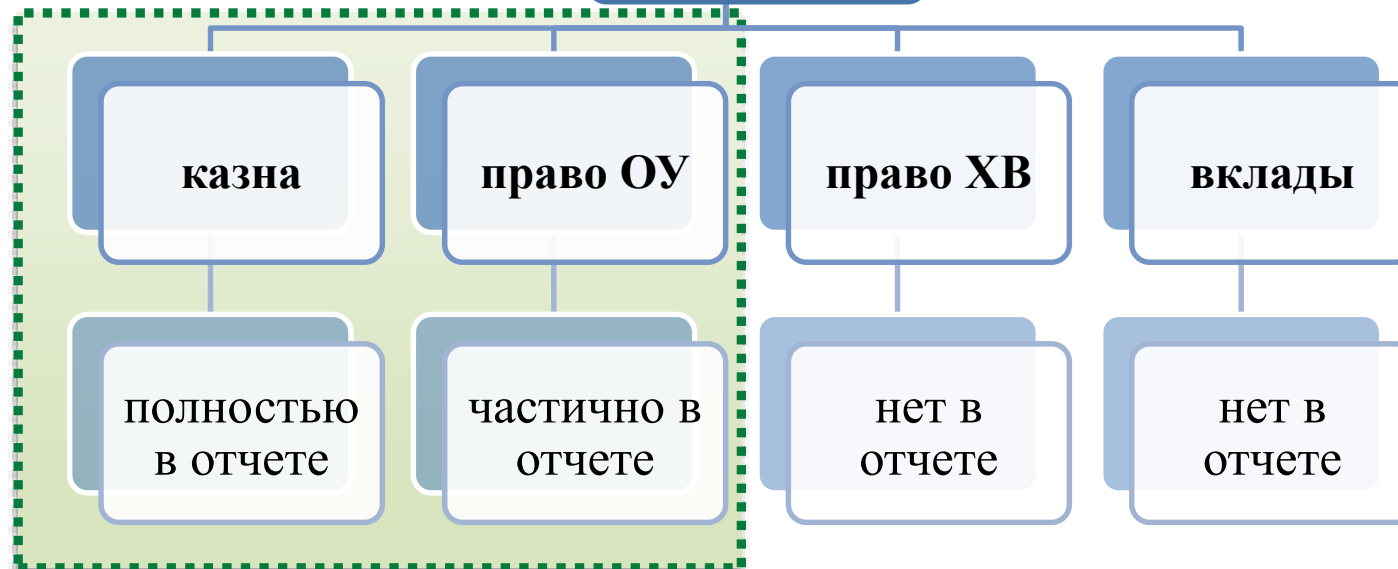 казна
право ОУ
право ХВ
вклады
полностью
в отчете
частично в
отчете
нет в
отчете
нет в
отчете